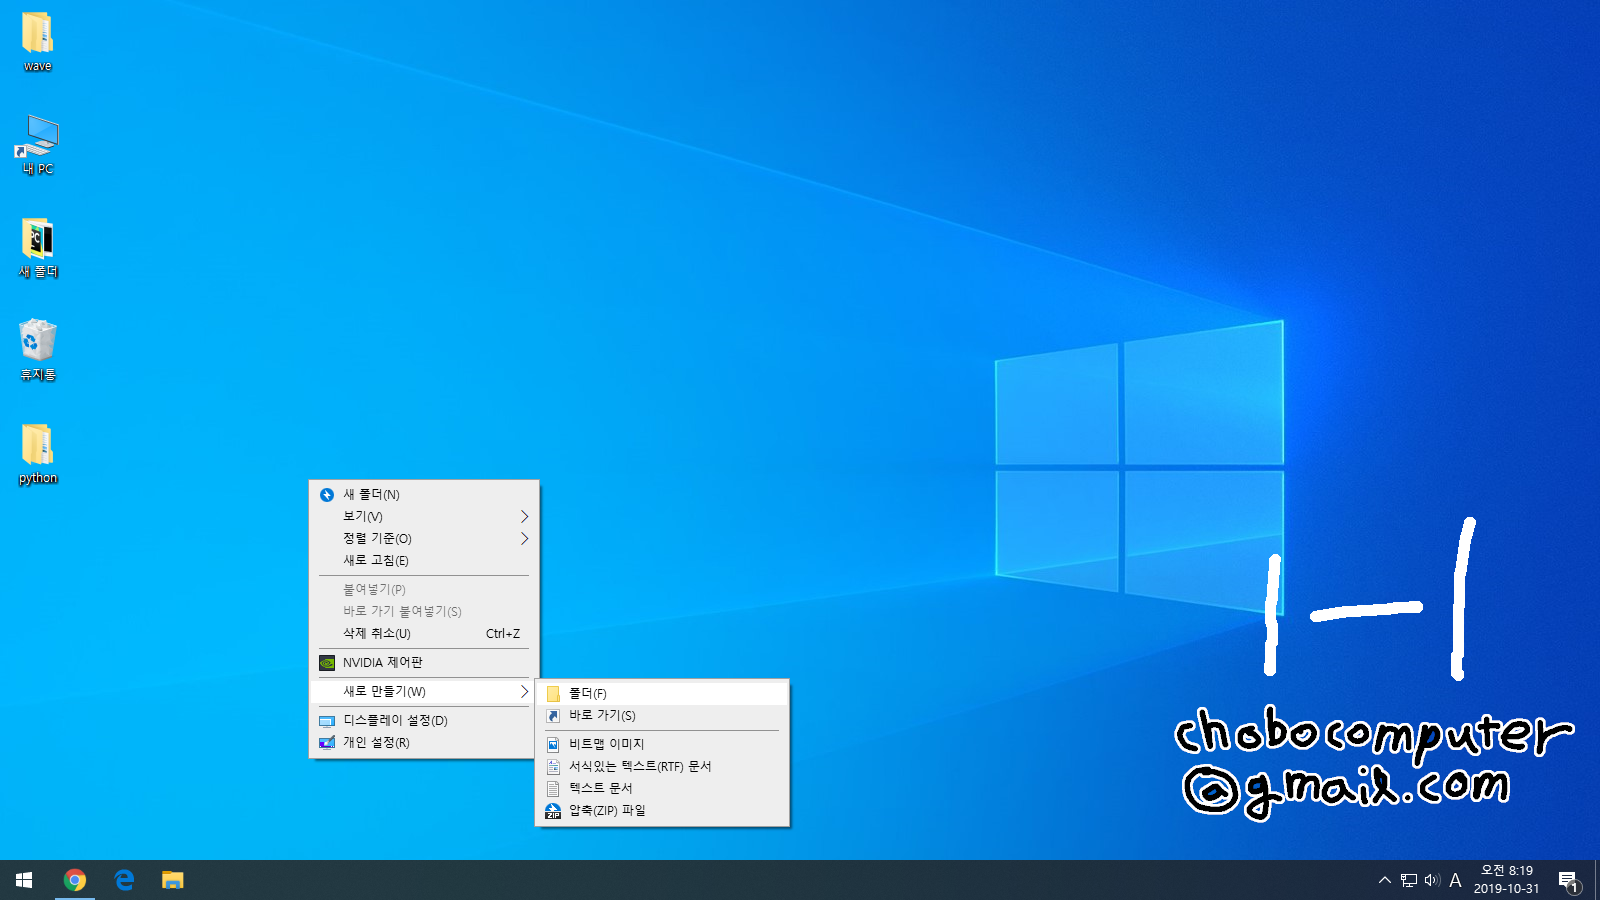 wave
내 PC
새 폴더
휴지통
python
새 폴더(N)
보기(V)
정렬 기준(O)
새로 고침(E)
붙여넣기(P)
바로 가기 붙여넣기(S)
삭제 취소(U) Ctrl+Z
NVIDIA 제어판
새로 만들기(W)
디스플레이 설정(D)
개인 설정(R)
폴더(F)
바로 가기(S)
비트맵 이미지
서식있는 텍스트(RTF) 문서
텍스트 문서
압축(ZIP) 파일
1-1
chobocomputer
@gmail.com
A
오전 8:19
2019-10-31
1